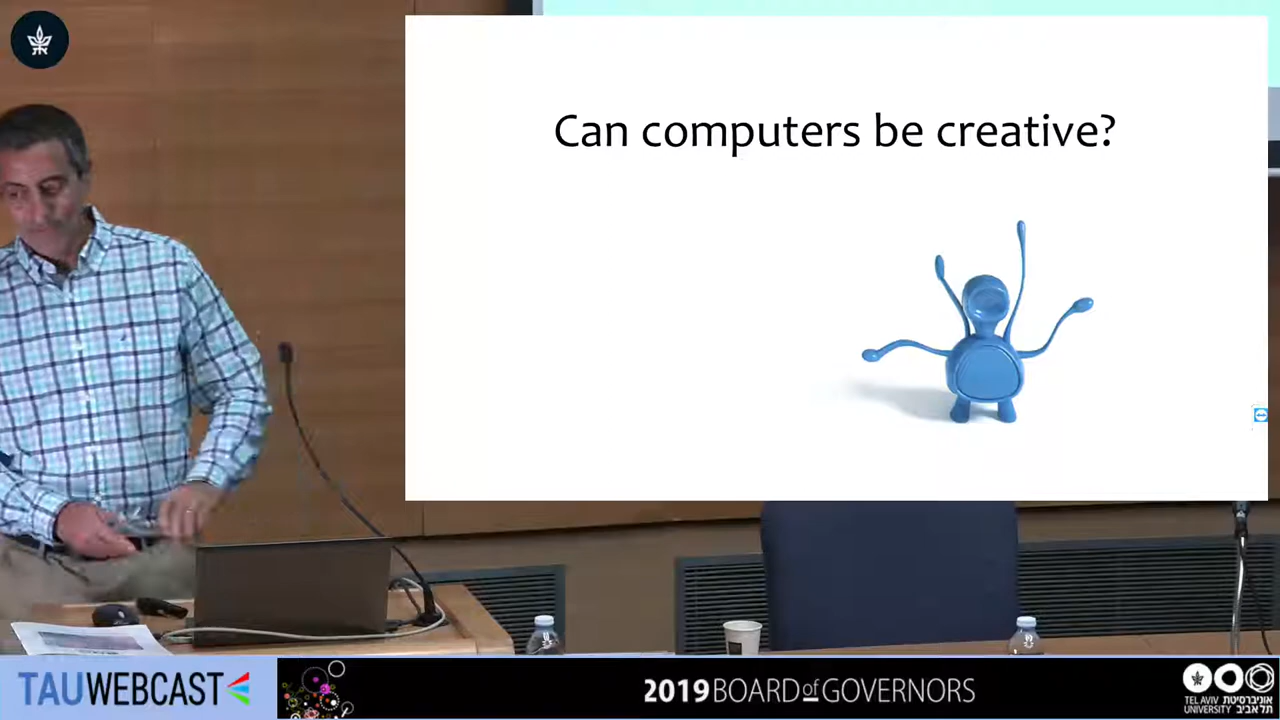 Can computers be creative?
TAUWEBCAST
2019 BOARD of GOVERNORS
TEL AVIV אוניברסיטת
UNIVERSITY תל אביב